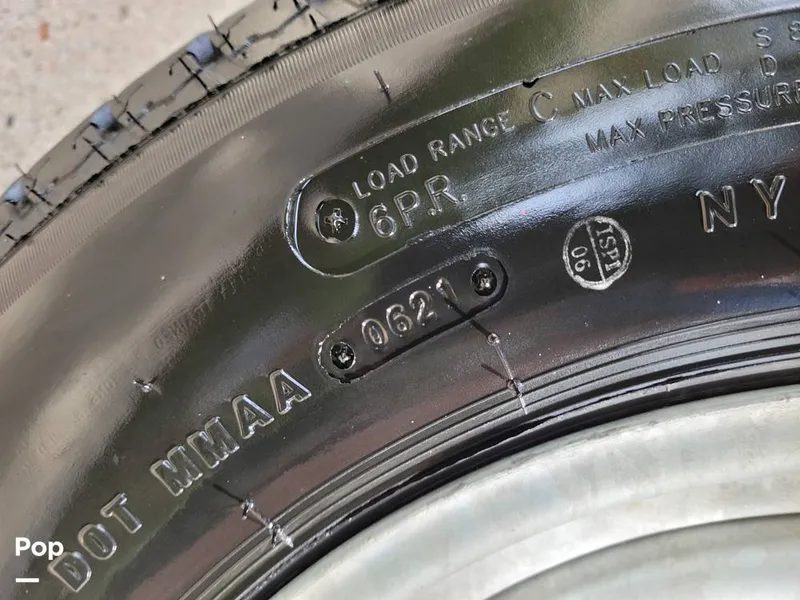 LOAD RANGE C MAX LOAD S
D
MAX PRESSURE
6P.R.
NY
ISPI
06
0621
DOT MMAA
Pop